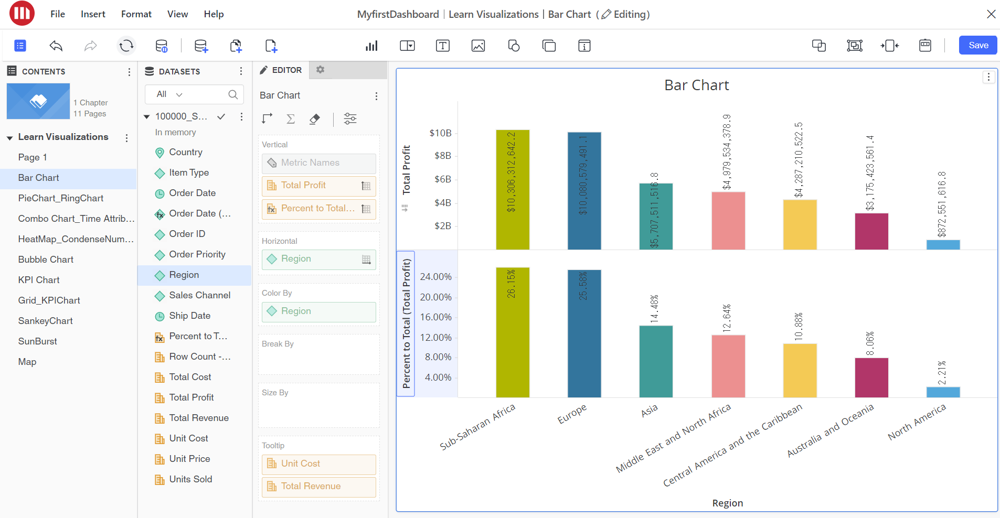 File Insert Format View Help
MyfirstDashboard | Learn Visualizations | Bar Chart ( Editing)
Save
CONTENTS
1 Chapter
11 Pages
Learn Visualizations
Page 1
Bar Chart
PieChart_RingChart
Combo Chart_Time Attrib...
HeatMap_CondenseNum...
Bubble Chart
KPI Chart
Grid_KPIChart
SankeyChart
SunBurst
Map
DATASETS
All
100000_S...
In memory
Country
Item Type
Order Date
fx Order Date (...
Order ID
Order Priority
Region
Sales Channel
Ship Date
fx Percent to T...
Row Count -...
Total Cost
Total Profit
Total Revenue
Unit Cost
Unit Price
Units Sold
EDITOR
Bar Chart
Vertical
Metric Names
Total Profit
fx Percent to Total...
Horizontal
Region
Color By
Region
Break By
Size By
Tooltip
Unit Cost
Total Revenue
Bar Chart
Total Profit
$10B
$8B
$6B
$4B
$2B
$10,306,312,642.2
$10,080,579,491.1
$5,707,511,516.8
$4,979,534,378.9
$4,287,210,522.5
$3,175,423,561.4
$872,551,616.8
Percent to Total (Total Profit)
24.00%
20.00%
16.00%
12.00%
8.00%
4.00%
26.15%
25.58%
14.48%
12.64%
10.88%
8.06%
2.21%
Sub-Saharan Africa
Europe
Asia
Middle East and North Africa
Central America and the Caribbean
Australia and Oceania
North America
Region